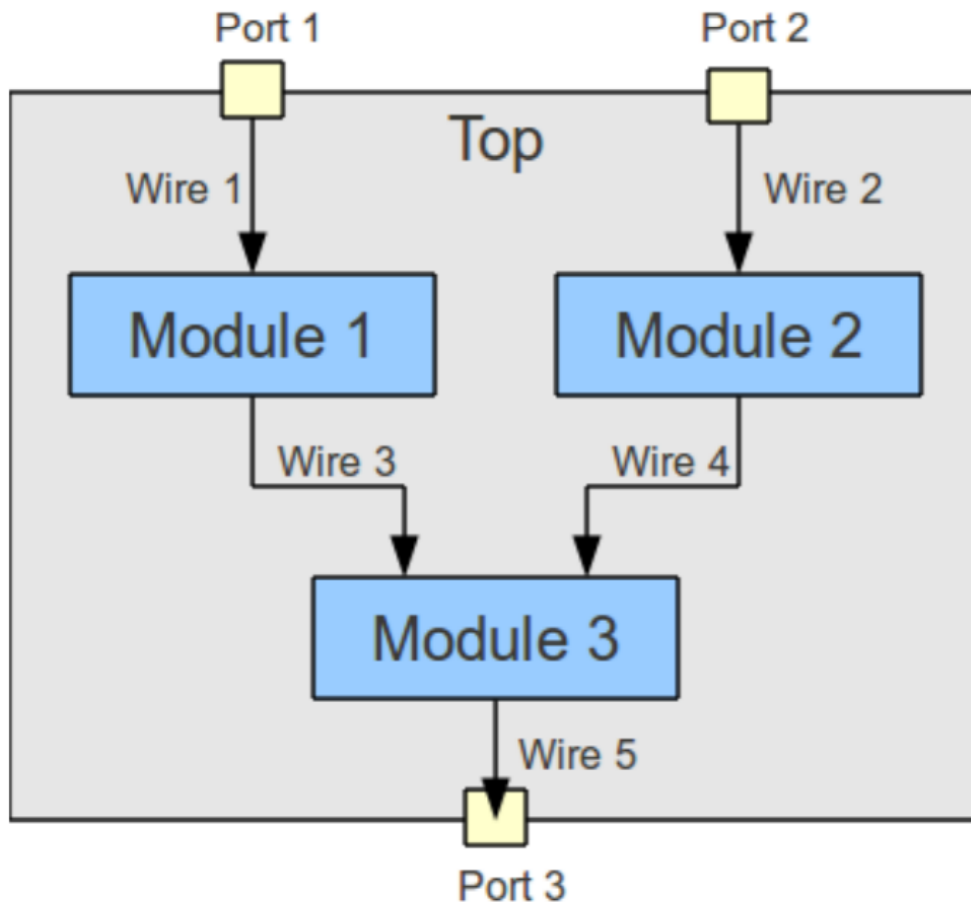 Port 1
Port 2
Top
Wire 1
Wire 2
Module 1
Module 2
Wire 3
Wire 4
Module 3
Wire 5
Port 3